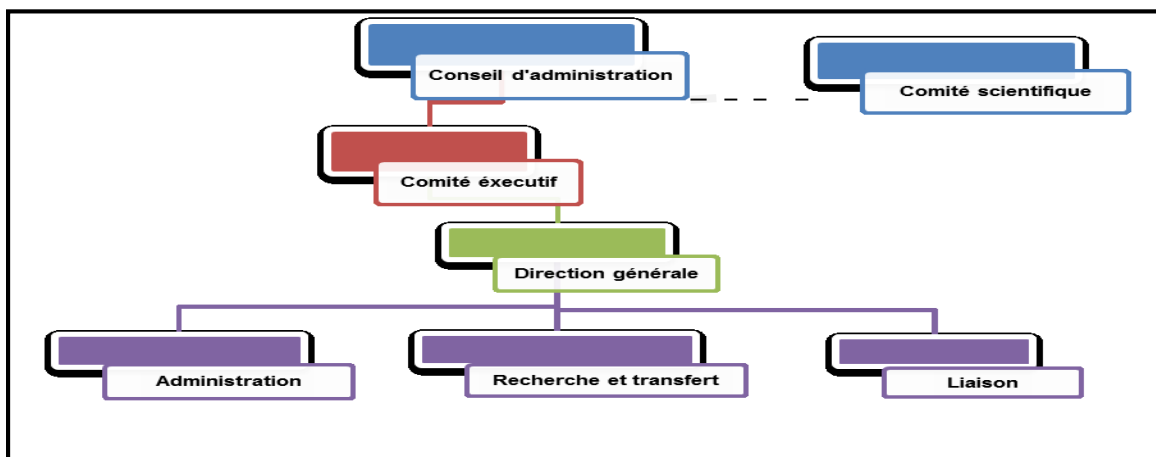 Conseil d'administration
Comité scientifique
Comité éxecutif
Direction générale
Administration
Recherche et transfert
Liaison